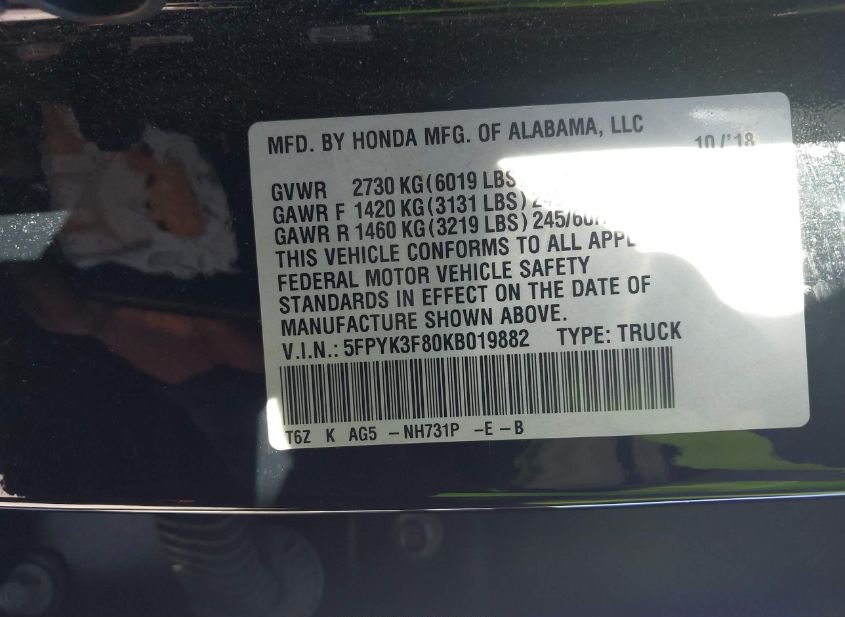 MFD. BY HONDA MFG. OF ALABAMA, LLC
10/'18
GVWR 2730 KG (6019 LBS
GAWR F 1420 KG (3131 LBS)
GAWR R 1460 KG (3219 LBS) 245/60
THIS VEHICLE CONFORMS TO ALL
FEDERAL MOTOR VEHICLE SAFETY
STANDARDS IN EFFECT ON THE DATE OF
MANUFACTURE SHOWN ABOVE.
V.I.N.: 5FPYK3F80KB019882 TYPE: TRUCK
T6Z K AG5 -NH731P -E -B